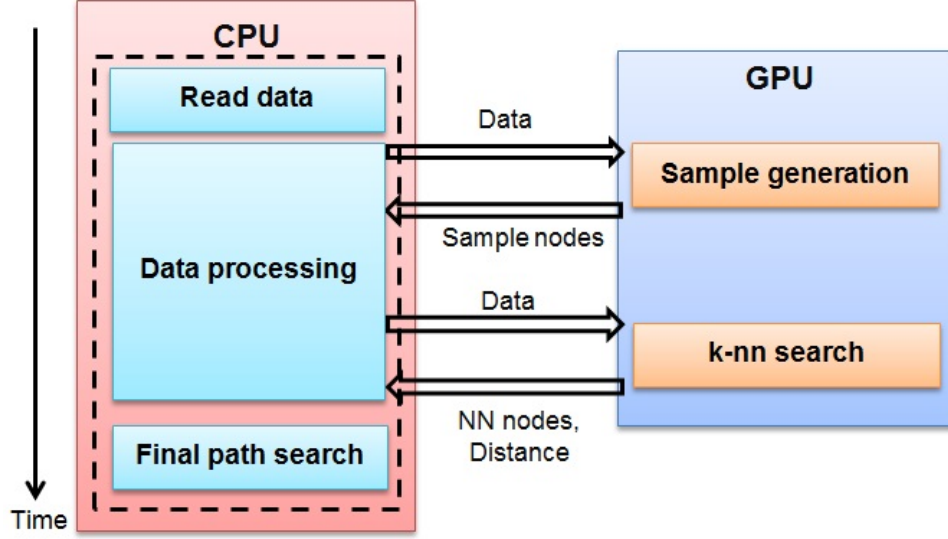 CPU
GPU
Read data
Data
Sample generation
Sample nodes
Data processing
Data
k-nn search
NN nodes,
Distance
Final path search
Time